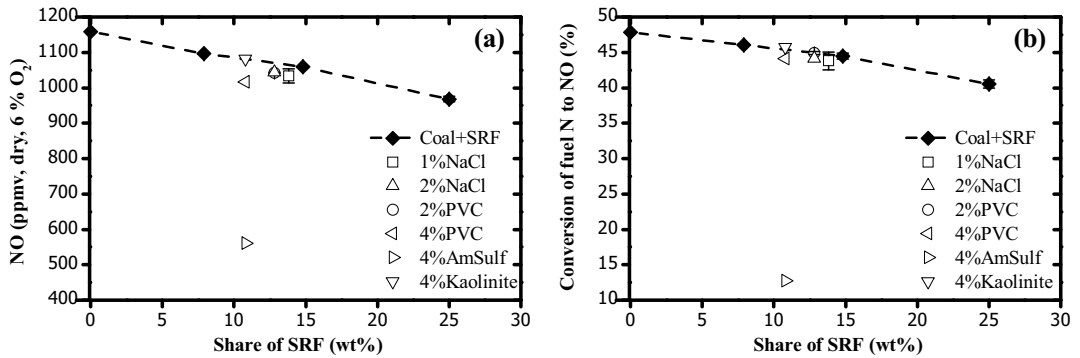 1200
1100
1000
900
800
700
600
500
400
0 5 10 15 20 25 30
NO (ppmv, dry, 6 % O₂)
Share of SRF (wt%)
(a)
Coal+SRF
1%NaCl
2%NaCl
2%PVC
4%PVC
4%AmSulf
4%Kaolinite
50
45
40
35
30
25
20
15
10
0 5 10 15 20 25 30
Conversion of fuel N to NO (%)
Share of SRF (wt%)
(b)
Coal+SRF
1%NaCl
2%NaCl
2%PVC
4%PVC
4%AmSulf
4%Kaolinite